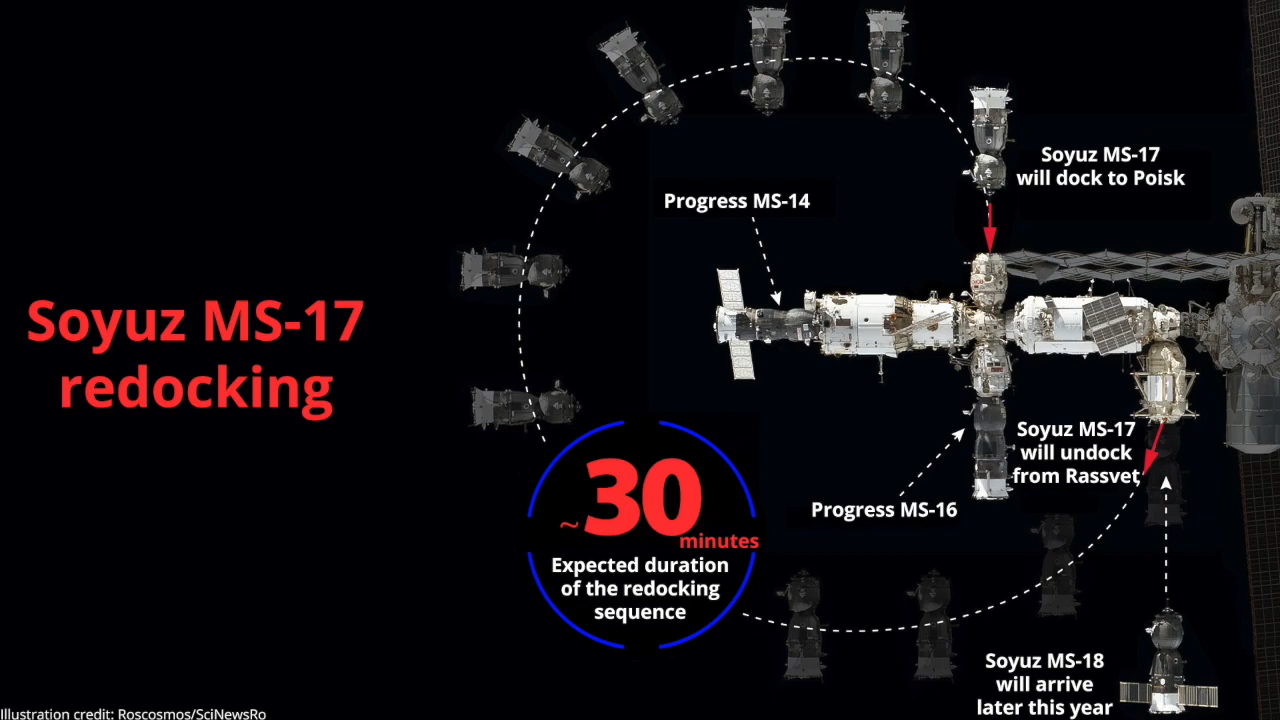 Soyuz MS-17
will dock to Poisk
Progress MS-14
Soyuz MS-17
redocking
Soyuz MS-17
will undock
from Rassvet
~30
minutes
Expected duration
of the redocking
sequence
Progress MS-16
Soyuz MS-18
will arrive
later this year
Illustration credit: Roscosmos/SciNewsRo